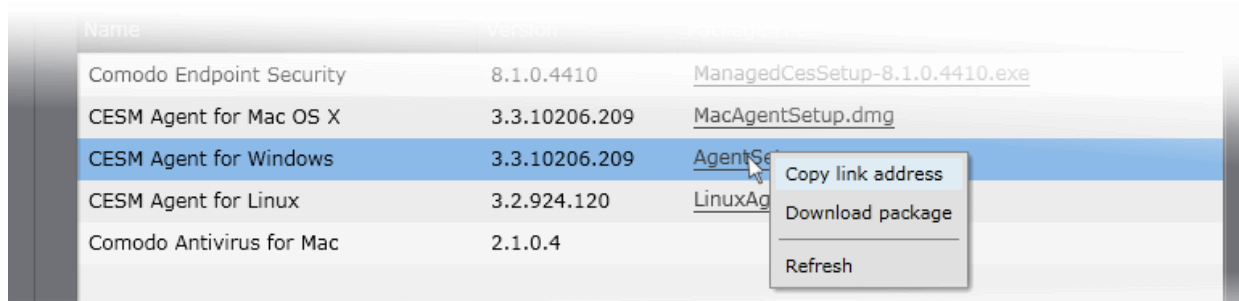 Name Version
Comodo Endpoint Security 8.1.0.4410 ManagedCesSetup-8.1.0.4410.exe
CESM Agent for Mac OS X 3.3.10206.209 MacAgentSetup.dmg
CESM Agent for Windows 3.3.10206.209 AgentSe
Copy link address
CESM Agent for Linux 3.2.924.120 LinuxAg
Download package
Comodo Antivirus for Mac 2.1.0.4
Refresh